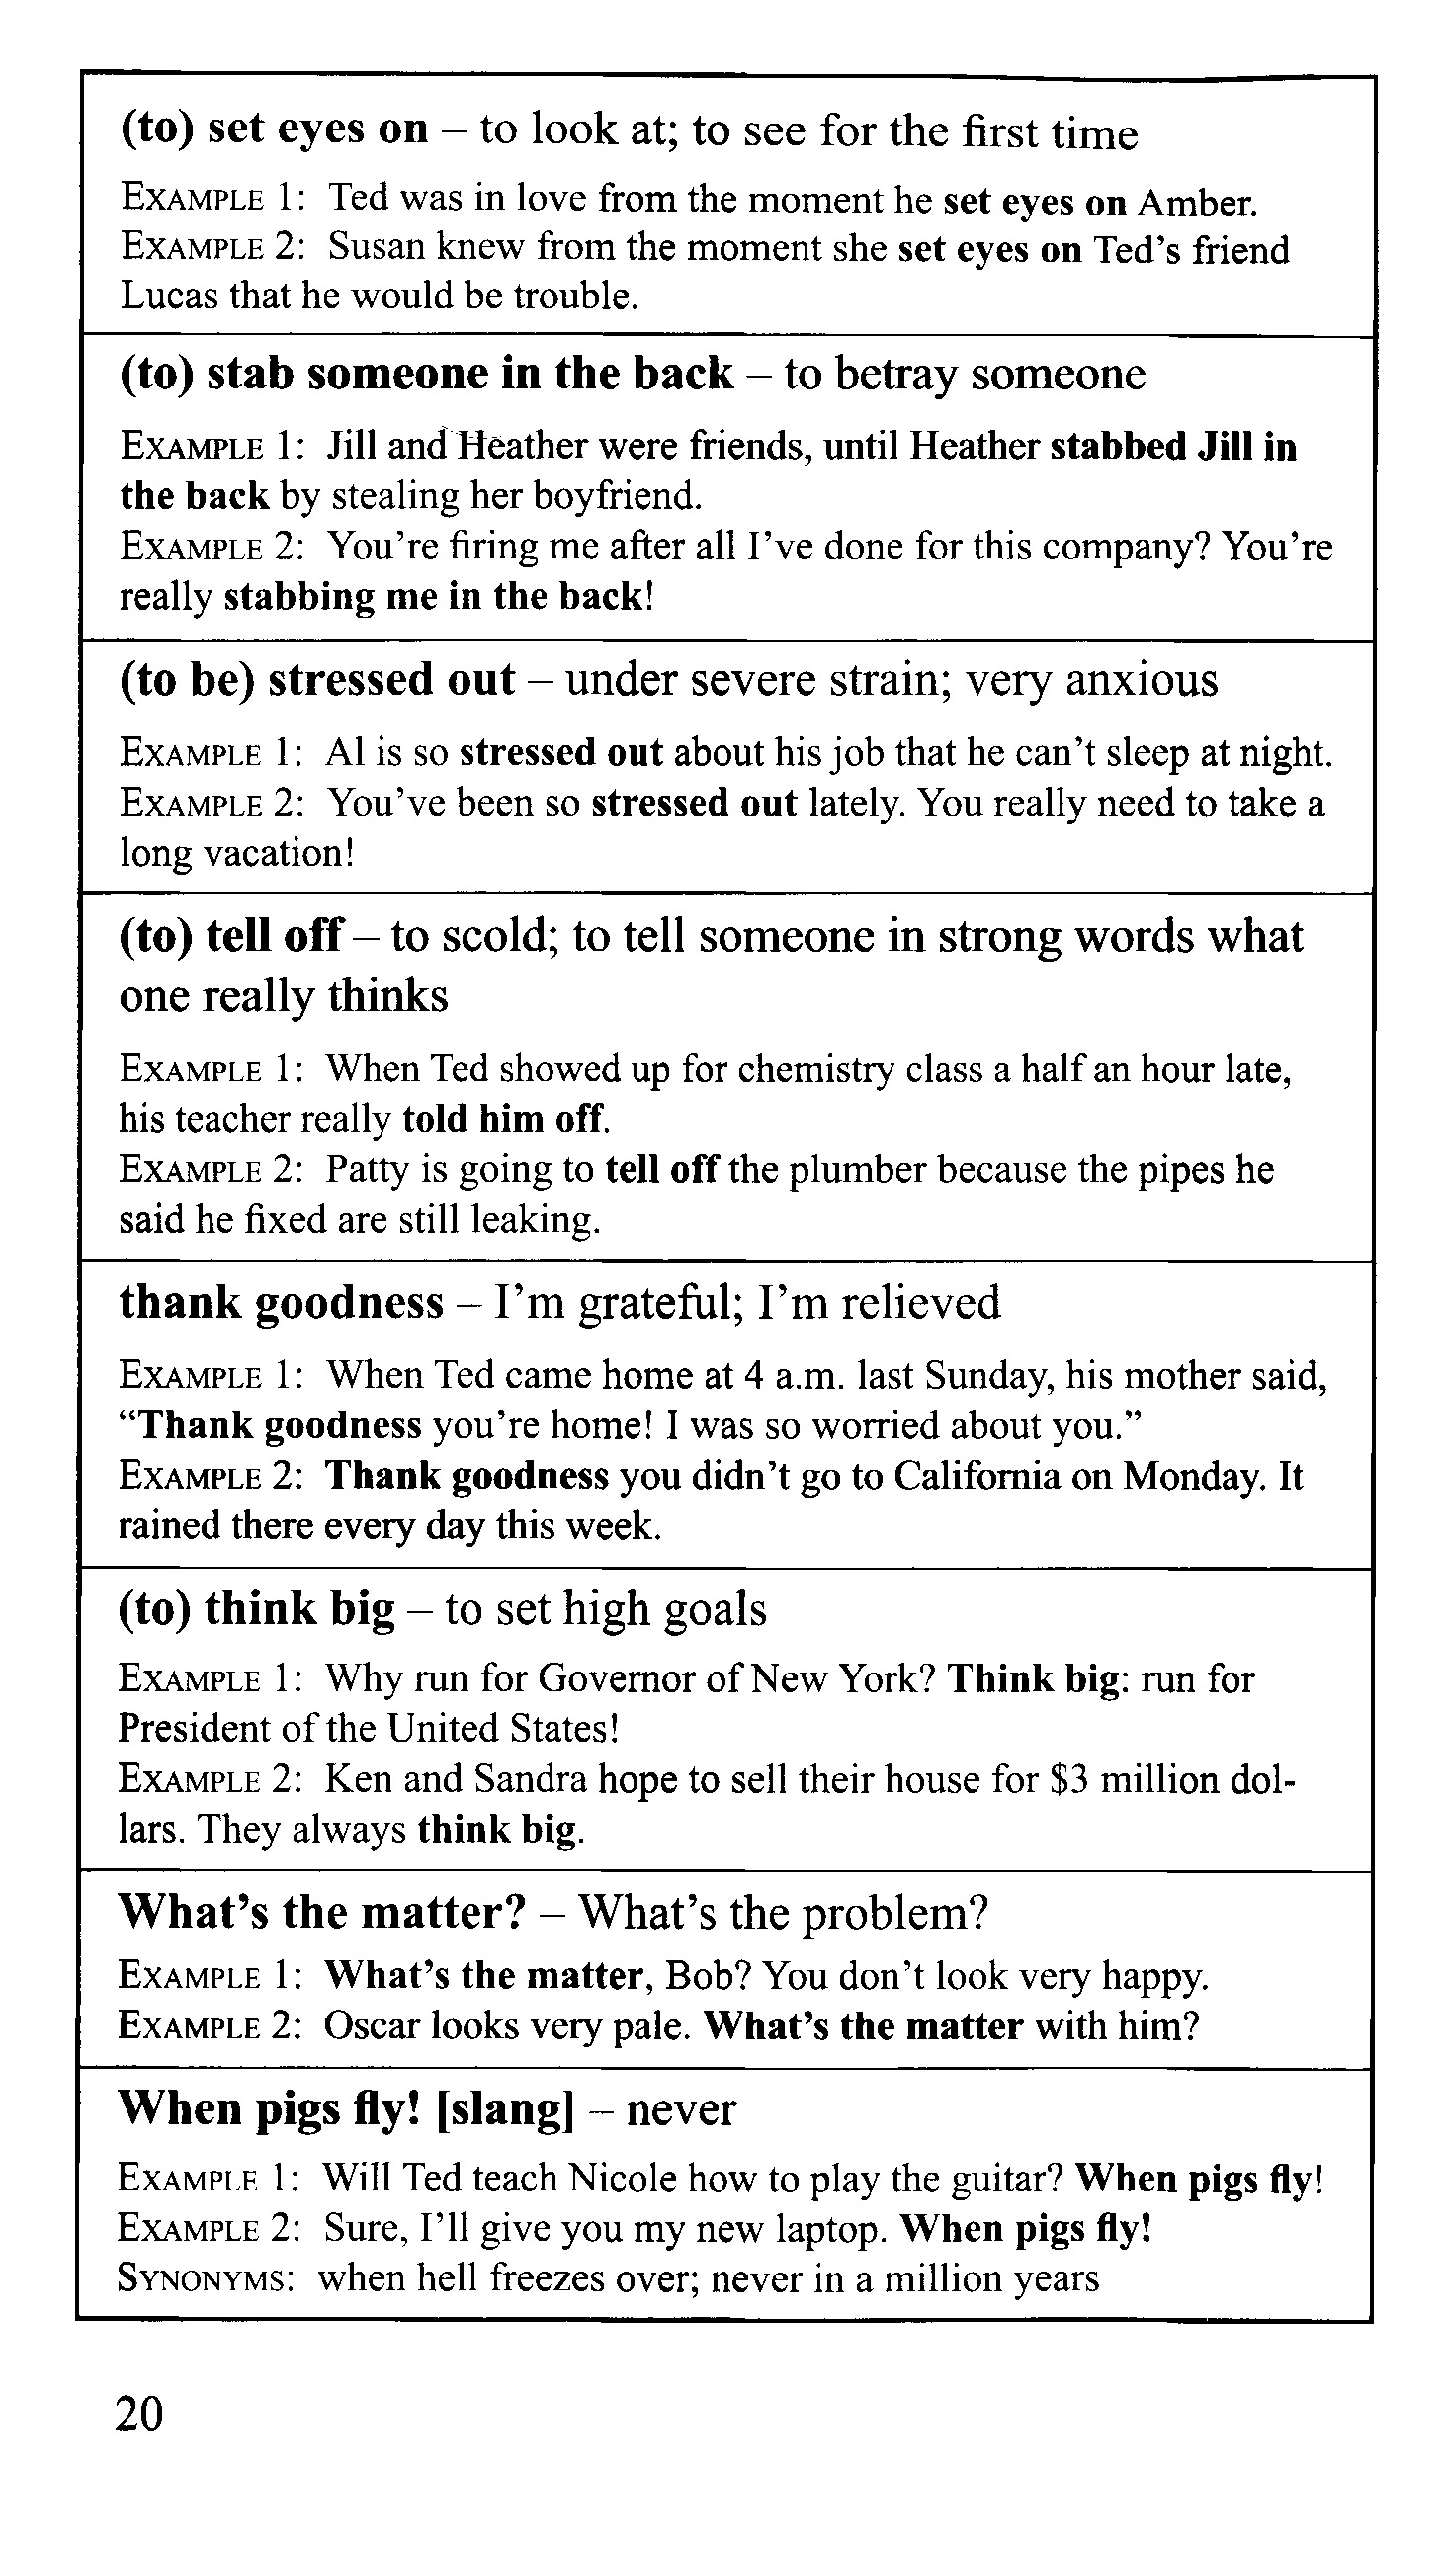 (to) set eyes on – to look at; to see for the first time
EXAMPLE 1: Ted was in love from the moment he set eyes on Amber.
EXAMPLE 2: Susan knew from the moment she set eyes on Ted's friend
Lucas that he would be trouble.
(to) stab someone in the back – to betray someone
EXAMPLE 1: Jill and Heather were friends, until Heather stabbed Jill in
the back by stealing her boyfriend.
EXAMPLE 2: You're firing me after all I've done for this company? You're
really stabbing me in the back!
(to be) stressed out – under severe strain; very anxious
EXAMPLE 1: Al is so stressed out about his job that he can't sleep at night.
EXAMPLE 2: You've been so stressed out lately. You really need to take a
long vacation!
(to) tell off – to scold; to tell someone in strong words what
one really thinks
EXAMPLE 1: When Ted showed up for chemistry class a half an hour late,
his teacher really told him off.
EXAMPLE 2: Patty is going to tell off the plumber because the pipes he
said he fixed are still leaking.
thank goodness – I'm grateful; I'm relieved
EXAMPLE 1: When Ted came home at 4 a.m. last Sunday, his mother said,
“Thank goodness you're home! I was so worried about you.”
EXAMPLE 2: Thank goodness you didn't go to California on Monday. It
rained there every day this week.
(to) think big – to set high goals
EXAMPLE 1: Why run for Governor of New York? Think big: run for
President of the United States!
EXAMPLE 2: Ken and Sandra hope to sell their house for $3 million dol-
lars. They always think big.
What's the matter? – What's the problem?
EXAMPLE 1: What's the matter, Bob? You don't look very happy.
EXAMPLE 2: Oscar looks very pale. What's the matter with him?
When pigs fly! [slang] – never
EXAMPLE 1: Will Ted teach Nicole how to play the guitar? When pigs fly!
EXAMPLE 2: Sure, I'll give you my new laptop. When pigs fly!
SYNONYMS: when hell freezes over; never in a million years
20